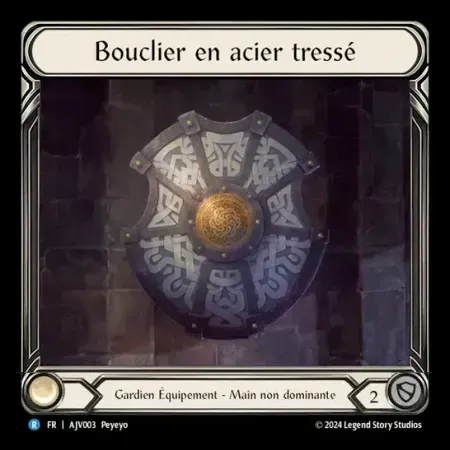 Bouclier en acier tressé
Gardien Équipement - Main non dominante
2
R FR | AJV003 Peyeyo
© 2024 Legend Story Studios